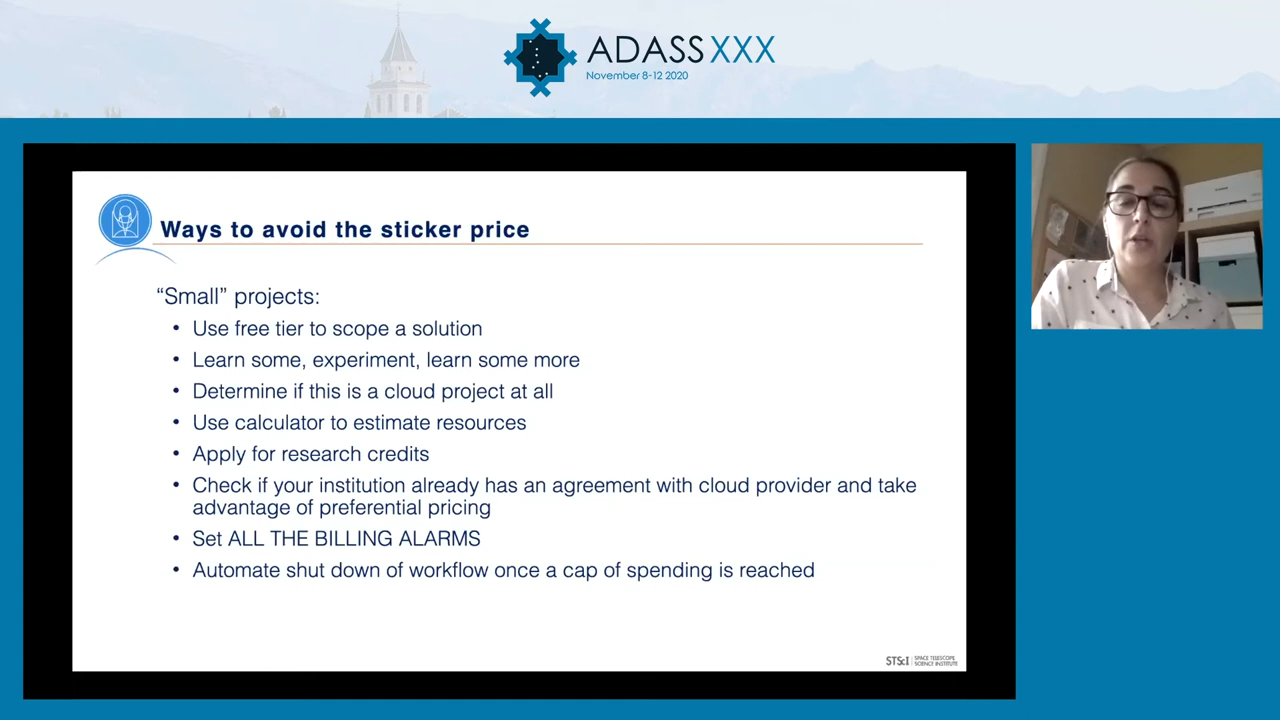 ADASS XXX
November 8-12 2020
Ways to avoid the sticker price
“Small” projects:
• Use free tier to scope a solution
• Learn some, experiment, learn some more
• Determine if this is a cloud project at all
• Use calculator to estimate resources
• Apply for research credits
• Check if your institution already has an agreement with cloud provider and take
advantage of preferential pricing
• Set ALL THE BILLING ALARMS
• Automate shut down of workflow once a cap of spending is reached
STScI | SPACE TELESCOPE
SCIENCE INSTITUTE